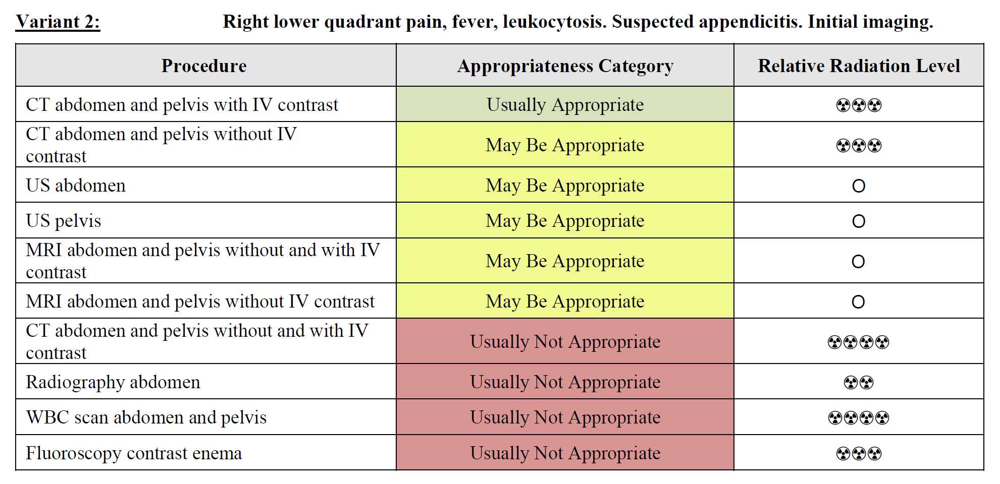 Variant 2: Right lower quadrant pain, fever, leukocytosis. Suspected appendicitis. Initial imaging.
Procedure Appropriateness Category Relative Radiation Level
CT abdomen and pelvis with IV contrast Usually Appropriate ☢☢☢
CT abdomen and pelvis without IV
contrast May Be Appropriate ☢☢☢
US abdomen May Be Appropriate O
US pelvis May Be Appropriate O
MRI abdomen and pelvis without and with IV
contrast May Be Appropriate O
MRI abdomen and pelvis without IV contrast May Be Appropriate O
CT abdomen and pelvis without and with IV
contrast Usually Not Appropriate ☢☢☢☢
Radiography abdomen Usually Not Appropriate ☢☢
WBC scan abdomen and pelvis Usually Not Appropriate ☢☢☢☢
Fluoroscopy contrast enema Usually Not Appropriate ☢☢☢